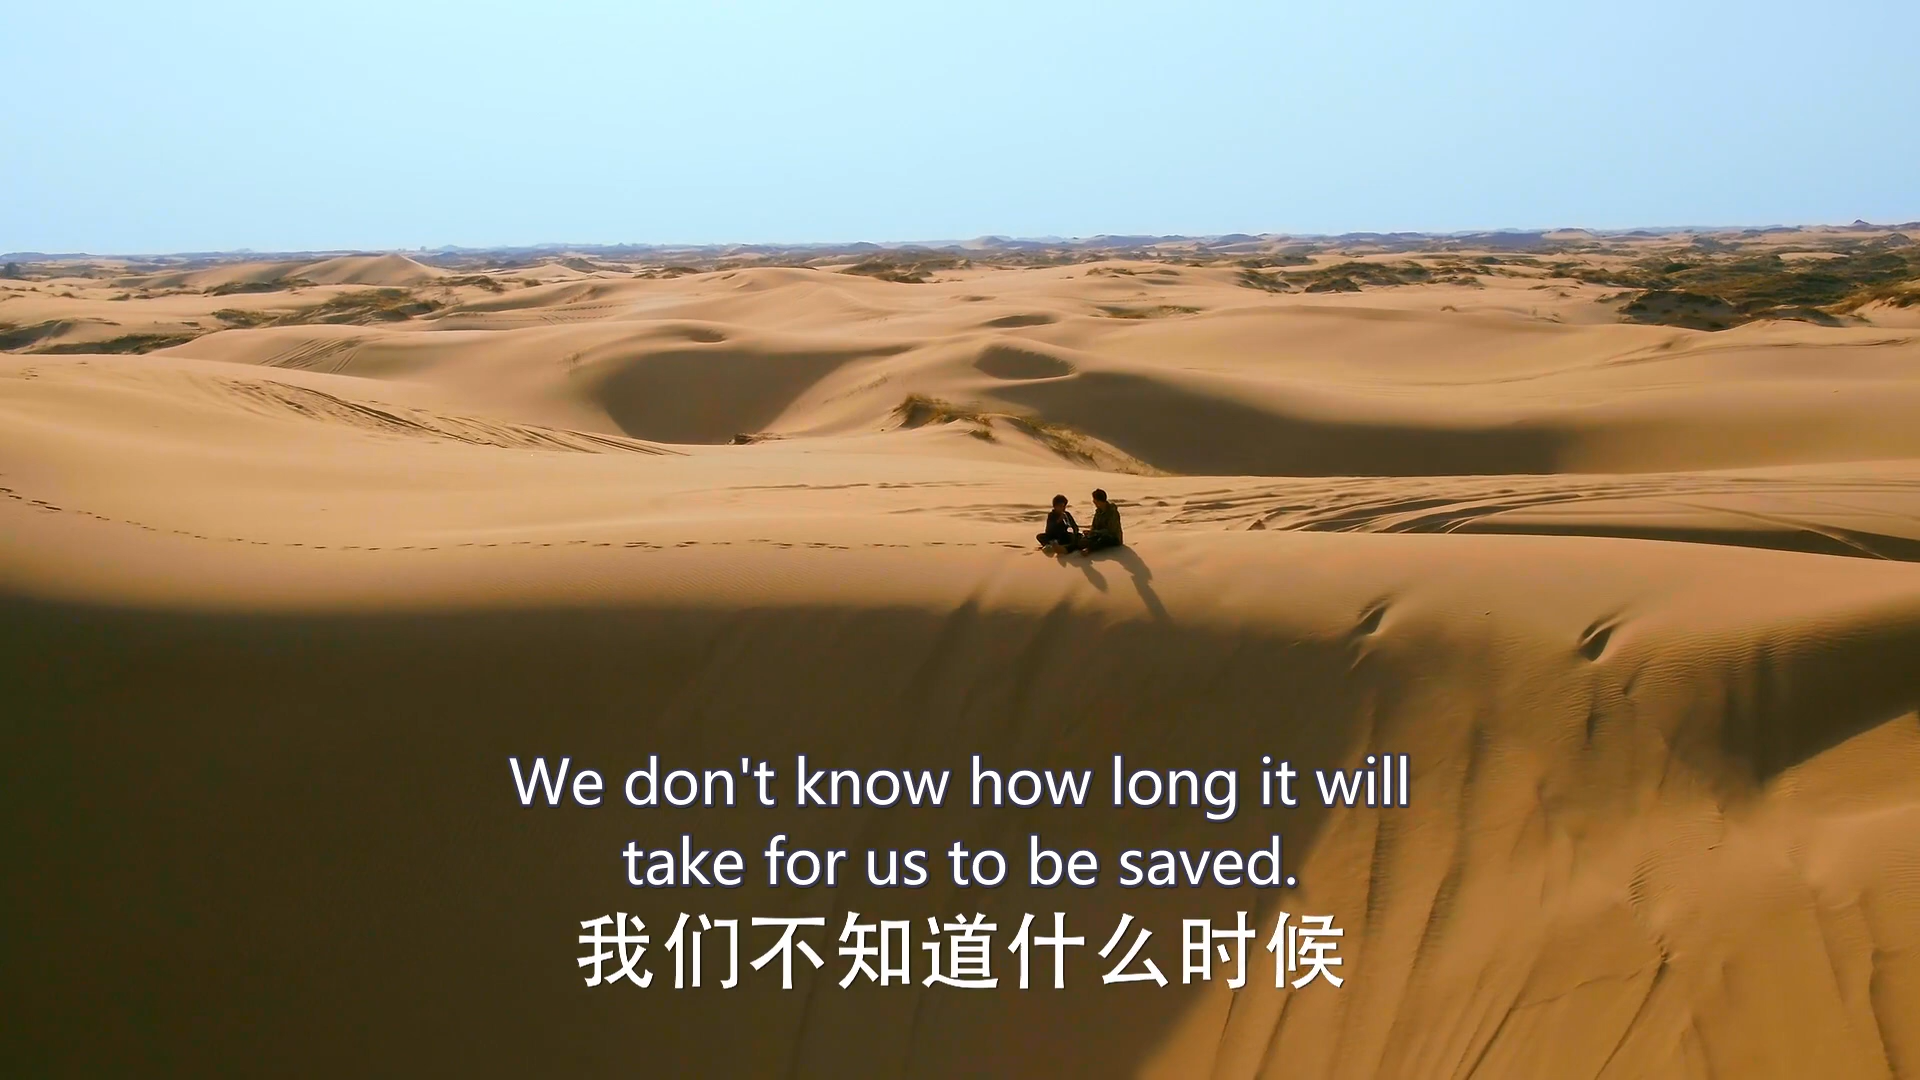 We don't know how long it will
take for us to be saved.
我们不知道什么时候